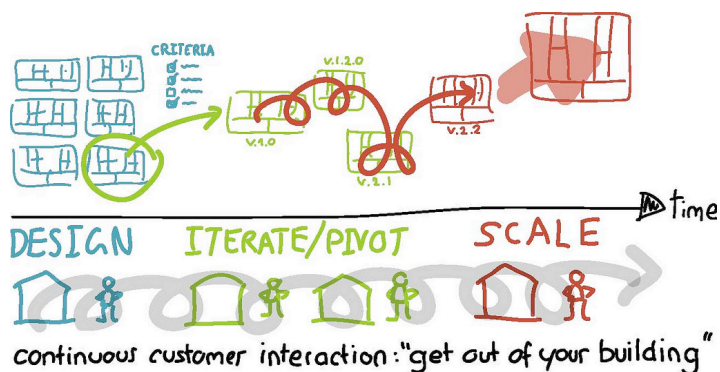 CRITERIA
v.1.2.0
v.1.0
v.2.1
v.2.2
time
DESIGN
ITERATE/PIVOT
SCALE
continuous customer interaction: "get out of your building"